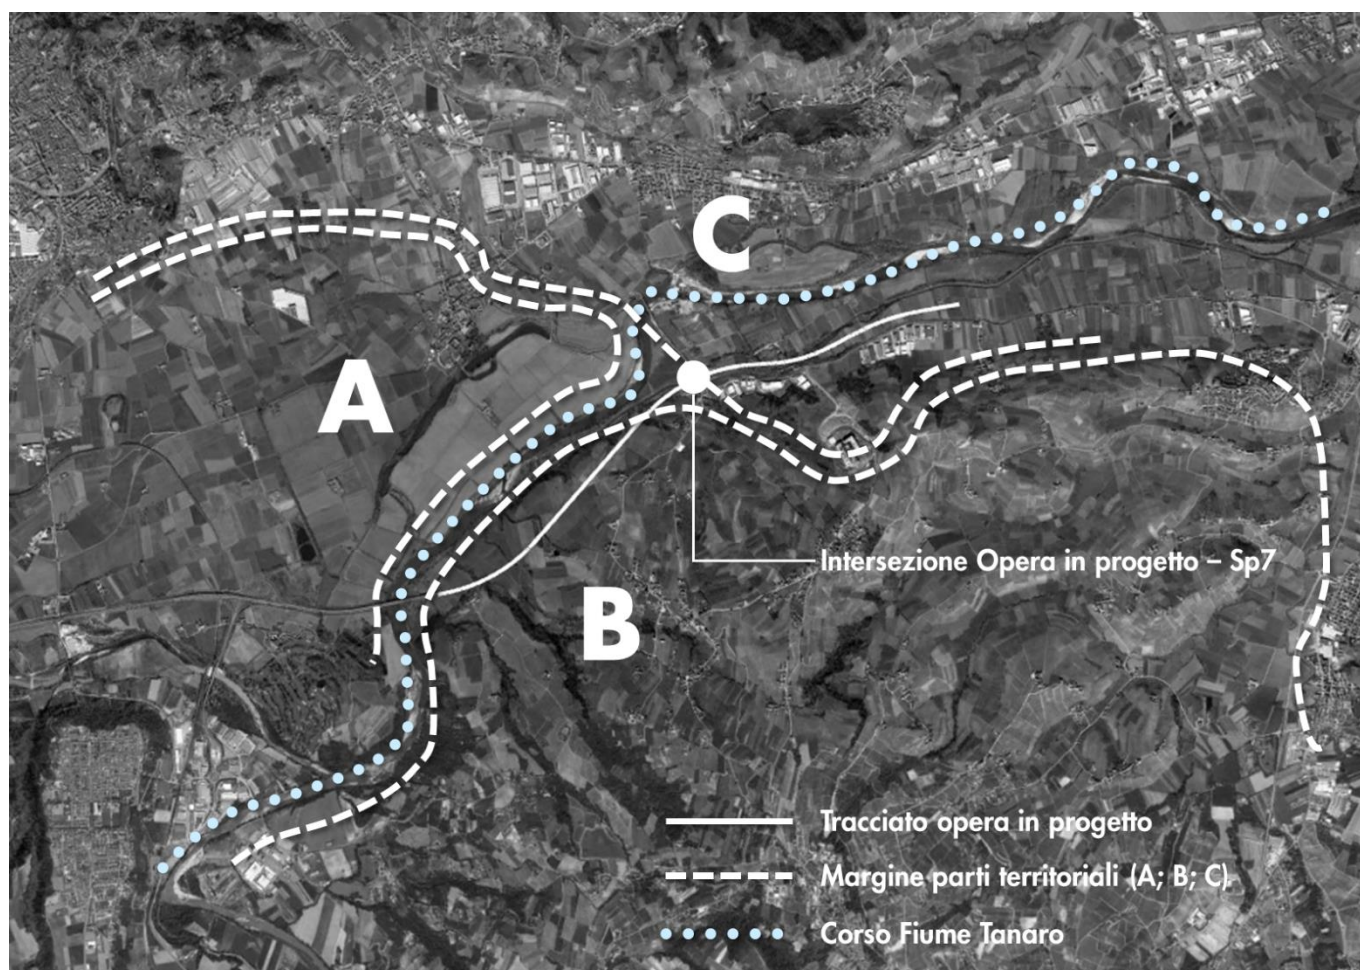 C
A
Intersezione Opera in progetto – Sp7
B
Tracciato opera in progetto
Margine parti territoriali (A; B; C)
Corso Fiume Tanaro